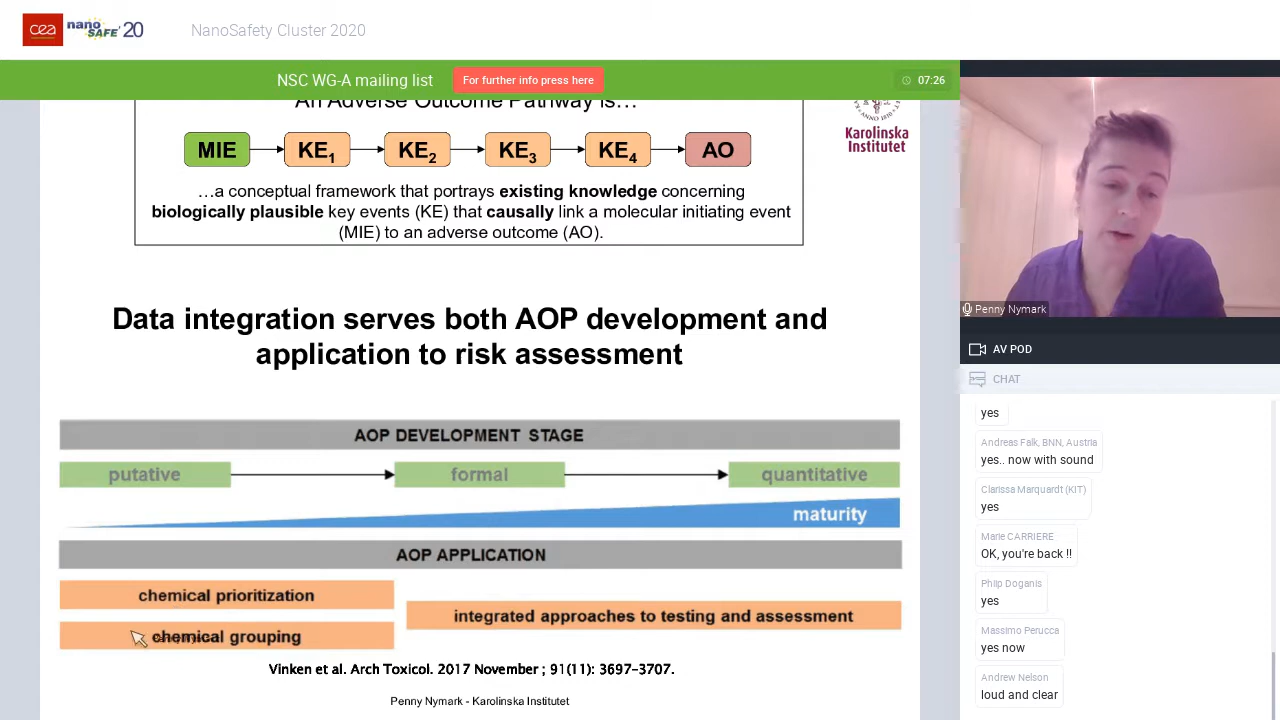 cea nano SAFE '20 NanoSafety Cluster 2020
NSC WG-A mailing list For further info press here 07:26
An Adverse Outcome Pathway is…
MIE KE1 KE2 KE3 KE4 AO
…a conceptual framework that portrays existing knowledge concerning
biologically plausible key events (KE) that causally link a molecular initiating event
(MIE) to an adverse outcome (AO).
Karolinska
Institutet
Data integration serves both AOP development and
application to risk assessment
AOP DEVELOPMENT STAGE
putative formal quantitative
maturity
AOP APPLICATION
chemical prioritization
integrated approaches to testing and assessment
chemical grouping
Vinken et al. Arch Toxicol. 2017 November ; 91(11): 3697–3707.
Penny Nymark - Karolinska Institutet
Penny Nymark
AV POD
CHAT
yes
Andreas Falk, BNN, Austria
yes.. now with sound
Clarissa Marquardt (KIT)
yes
Marie CARRIERE
OK, you're back !!
Philp Doganis
yes
Massimo Perucca
yes now
Andrew Nelson
loud and clear